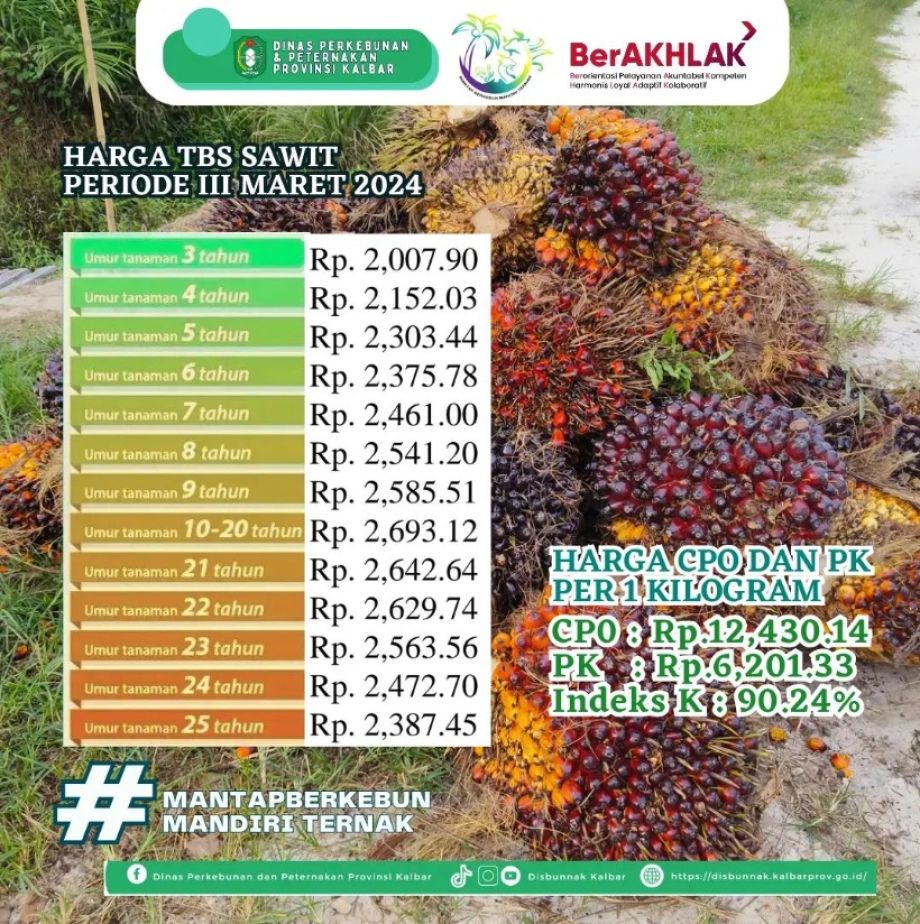 DINAS PERKEBUNAN
& PETERNAKAN
PROVINSI KALBAR
BerAKHLAK
Berorientasi Pelayanan Akuntabel Kompeten
Harmonis Loyal Adaptif Kolaboratif
HARGA TBS SAWIT
PERIODE III MARET 2024
Umur tanaman 3 tahun Rp. 2,007.90
Umur tanaman 4 tahun Rp. 2,152.03
Umur tanaman 5 tahun Rp. 2,303.44
Umur tanaman 6 tahun Rp. 2,375.78
Umur tanaman 7 tahun Rp. 2,461.00
Umur tanaman 8 tahun Rp. 2,541.20
Umur tanaman 9 tahun Rp. 2,585.51
Umur tanaman 10-20 tahun Rp. 2,693.12
Umur tanaman 21 tahun Rp. 2,642.64
Umur tanaman 22 tahun Rp. 2,629.74
Umur tanaman 23 tahun Rp. 2,563.56
Umur tanaman 24 tahun Rp. 2,472.70
Umur tanaman 25 tahun Rp. 2,387.45
HARGA CPO DAN PK
PER 1 KILOGRAM
CPO : Rp.12,430.14
PK : Rp.6,201.33
Indeks K : 90.24%
# MANTAPBERKEBUN
MANDIRI TERNAK
Dinas Perkebunan dan Peternakan Provinsi Kalbar Disbunnak Kalbar https://disbunnak.kalbarprov.go.id/